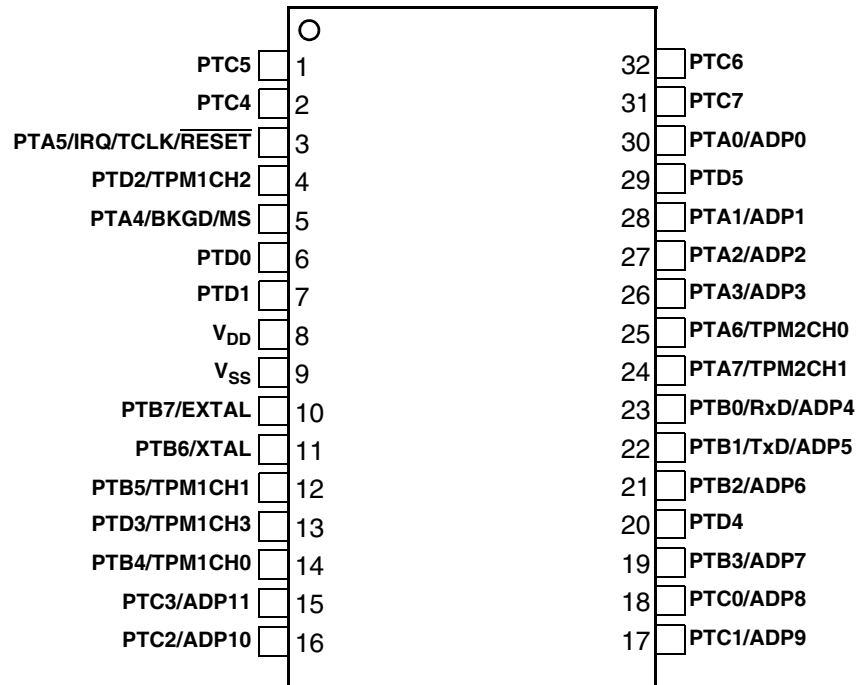 PTC5 1 32 PTC6
PTC4 2 31 PTC7
PTA5/IRQ/TCLK/R̅E̅S̅E̅T̅ 3 30 PTA0/ADP0
PTD2/TPM1CH2 4 29 PTD5
PTA4/BKGD/MS 5 28 PTA1/ADP1
PTD0 6 27 PTA2/ADP2
PTD1 7 26 PTA3/ADP3
VDD 8 25 PTA6/TPM2CH0
VSS 9 24 PTA7/TPM2CH1
PTB7/EXTAL 10 23 PTB0/RxD/ADP4
PTB6/XTAL 11 22 PTB1/TxD/ADP5
PTB5/TPM1CH1 12 21 PTB2/ADP6
PTD3/TPM1CH3 13 20 PTD4
PTB4/TPM1CH0 14 19 PTB3/ADP7
PTC3/ADP11 15 18 PTC0/ADP8
PTC2/ADP10 16 17 PTC1/ADP9